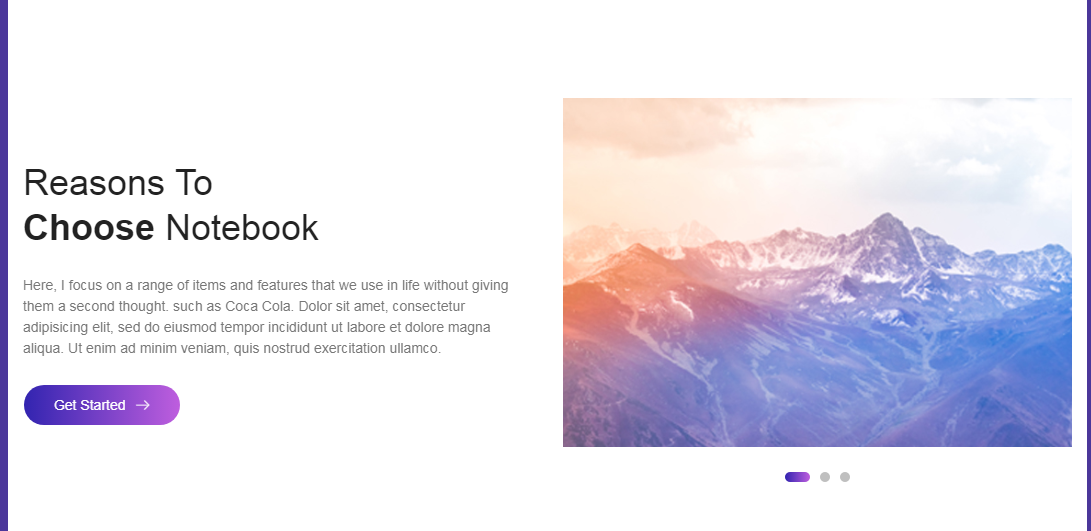 Reasons To
Choose Notebook
Here, I focus on a range of items and features that we use in life without giving
them a second thought. such as Coca Cola. Dolor sit amet, consectetur
adipisicing elit, sed do eiusmod tempor incididunt ut labore et dolore magna
aliqua. Ut enim ad minim veniam, quis nostrud exercitation ullamco.
Get Started